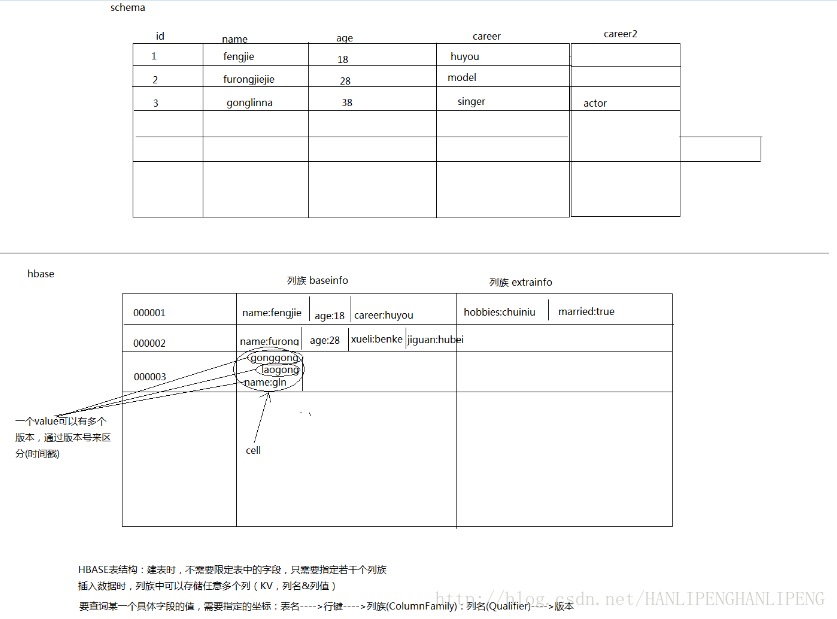 schema
id name age career career2
1 fengjie 18 huyou
2 furongjiejie 28 model
3 gonglinna 38 singer actor
hbase
列族 baseinfo 列族 extrainfo
000001 name:fengjie age:18 career:huyou hobbies:chuiniu married:true
000002 name:furong age:28 xueli:benke jiguan:hubei
gonggong
laogong
000003 name:gln
一个value可以有多个
版本，通过版本号来区
分(时间戳)
cell
HBASE表结构：建表时，不需要限定表中的字段，只需要指定若干个列族
插入数据时，列族中可以存储任意多个列（KV，列名&列值）
要查询某一个具体字段的值，需要指定的坐标：表名---->行键---->列族(ColumnFamily)：列名(Qualifier)---->版本
http://blog.csdn.net/HANLIPENGHANLIPENG